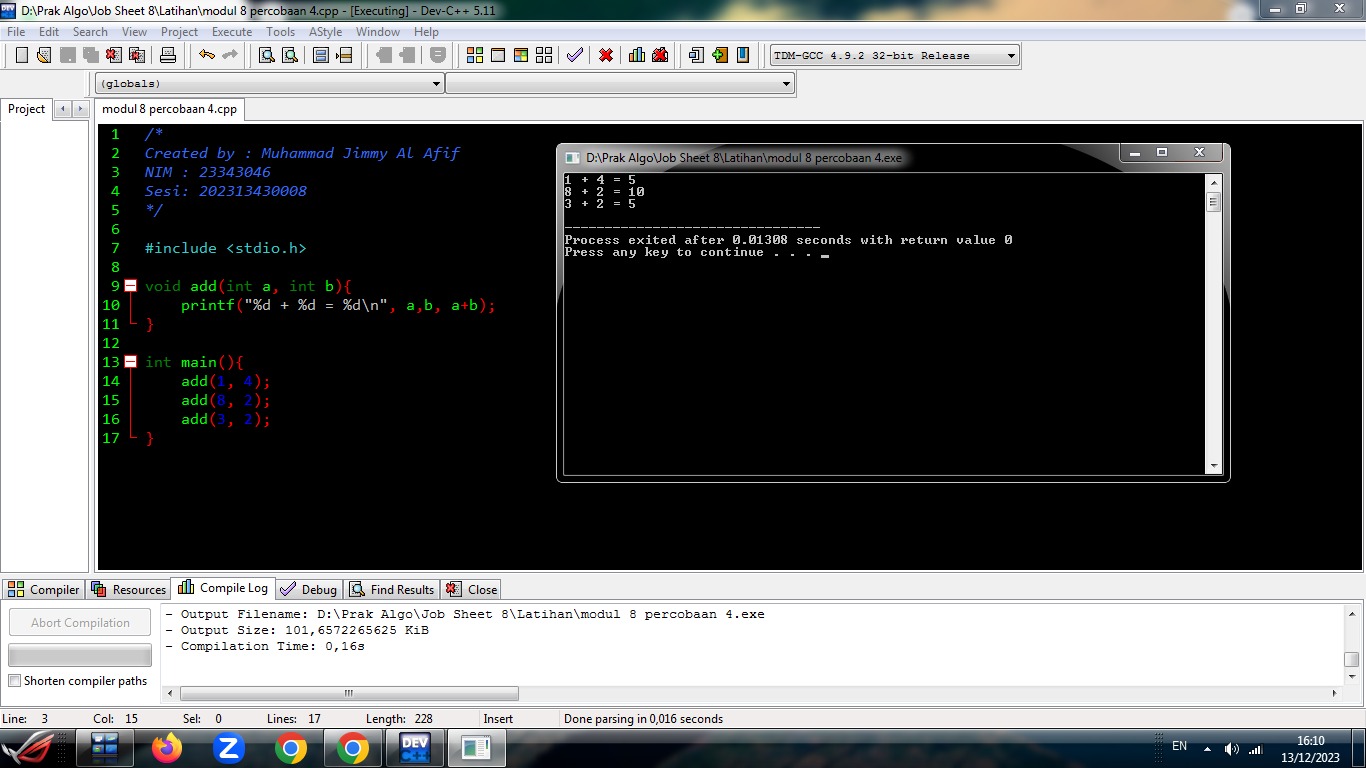 D:\Prak Algo\Job Sheet 8\Latihan\modul 8 percobaan 4.cpp - [Executing] - Dev-C++ 5.11
File Edit Search View Project Execute Tools AStyle Window Help
TDM-GCC 4.9.2 32-bit Release
(globals)
Project
modul 8 percobaan 4.cpp
1 /*
2 Created by : Muhammad Jimmy Al Afif
3 NIM : 23343046
4 Sesi: 202313430008
5 */
6
7 #include <stdio.h>
8
9 void add(int a, int b){
10 printf("%d + %d = %d\n", a,b, a+b);
11 }
12
13 int main(){
14 add(1, 4);
15 add(8, 2);
16 add(3, 2);
17 }
D:\Prak Algo\Job Sheet 8\Latihan\modul 8 percobaan 4.exe
1 + 4 = 5
8 + 2 = 10
3 + 2 = 5
--------------------------------
Process exited after 0.01308 seconds with return value 0
Press any key to continue . . . _
Compiler Resources Compile Log Debug Find Results Close
Abort Compilation
Shorten compiler paths
- Output Filename: D:\Prak Algo\Job Sheet 8\Latihan\modul 8 percobaan 4.exe
- Output Size: 101,6572265625 KiB
- Compilation Time: 0,16s
Line: 3 Col: 15 Sel: 0 Lines: 17 Length: 228 Insert Done parsing in 0,016 seconds
DEV C++
EN
16:10
13/12/2023